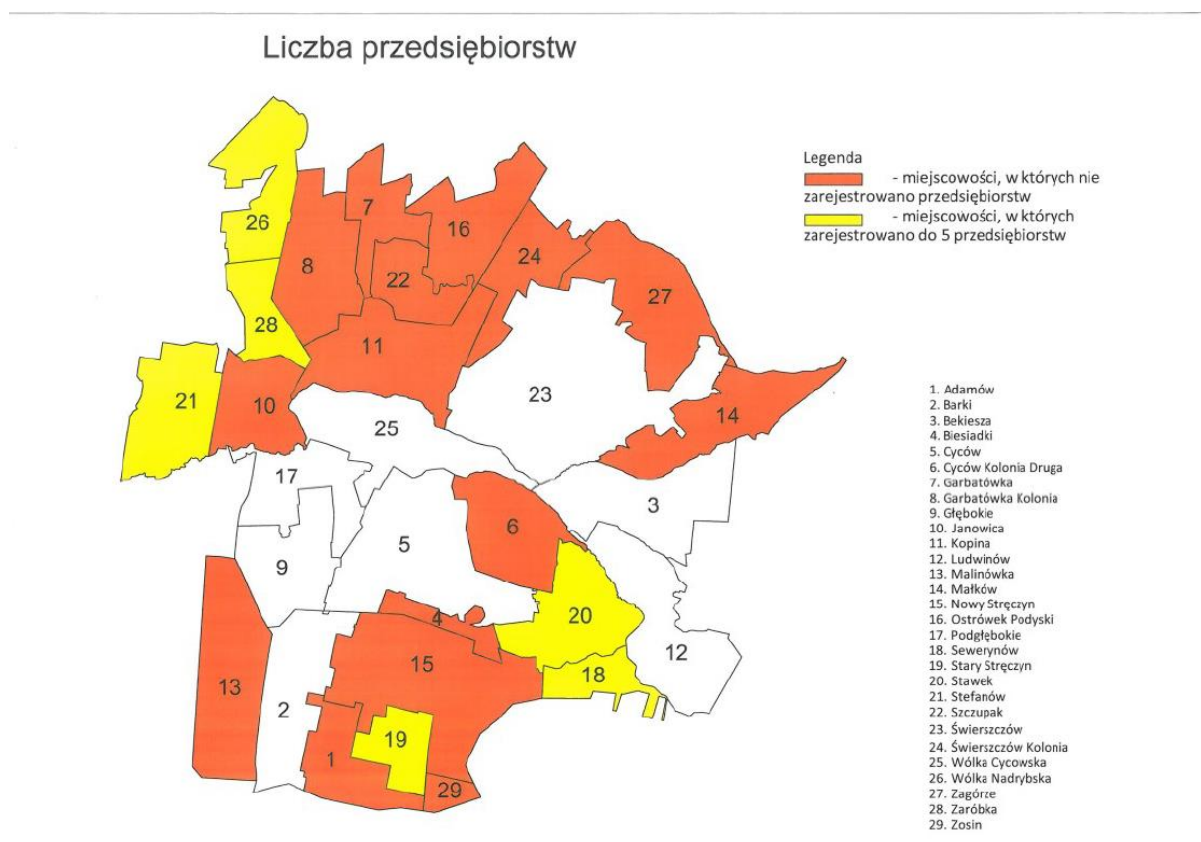 Liczba przedsiębiorstw
Legenda
- miejscowości, w których nie
zarejestrowano przedsiębiorstw
- miejscowości, w których
zarejestrowano do 5 przedsiębiorstw
26
7
16
8
22
24
27
28
11
21
10
23
14
25
17
3
6
5
9
20
4
12
15
18
13
2
19
1
29
1. Adamów
2. Barki
3. Bekiesza
4. Biesiadki
5. Cyców
6. Cyców Kolonia Druga
7. Garbatówka
8. Garbatówka Kolonia
9. Głębokie
10. Janowica
11. Kopina
12. Ludwinów
13. Malinówka
14. Małków
15. Nowy Stręczyn
16. Ostrówek Podyski
17. Podgłębokie
18. Sewerynów
19. Stary Stręczyn
20. Stawek
21. Stefanów
22. Szczupak
23. Świerszczów
24. Świerszczów Kolonia
25. Wólka Cycowska
26. Wólka Nadrybska
27. Zagórze
28. Zaróbka
29. Zosin